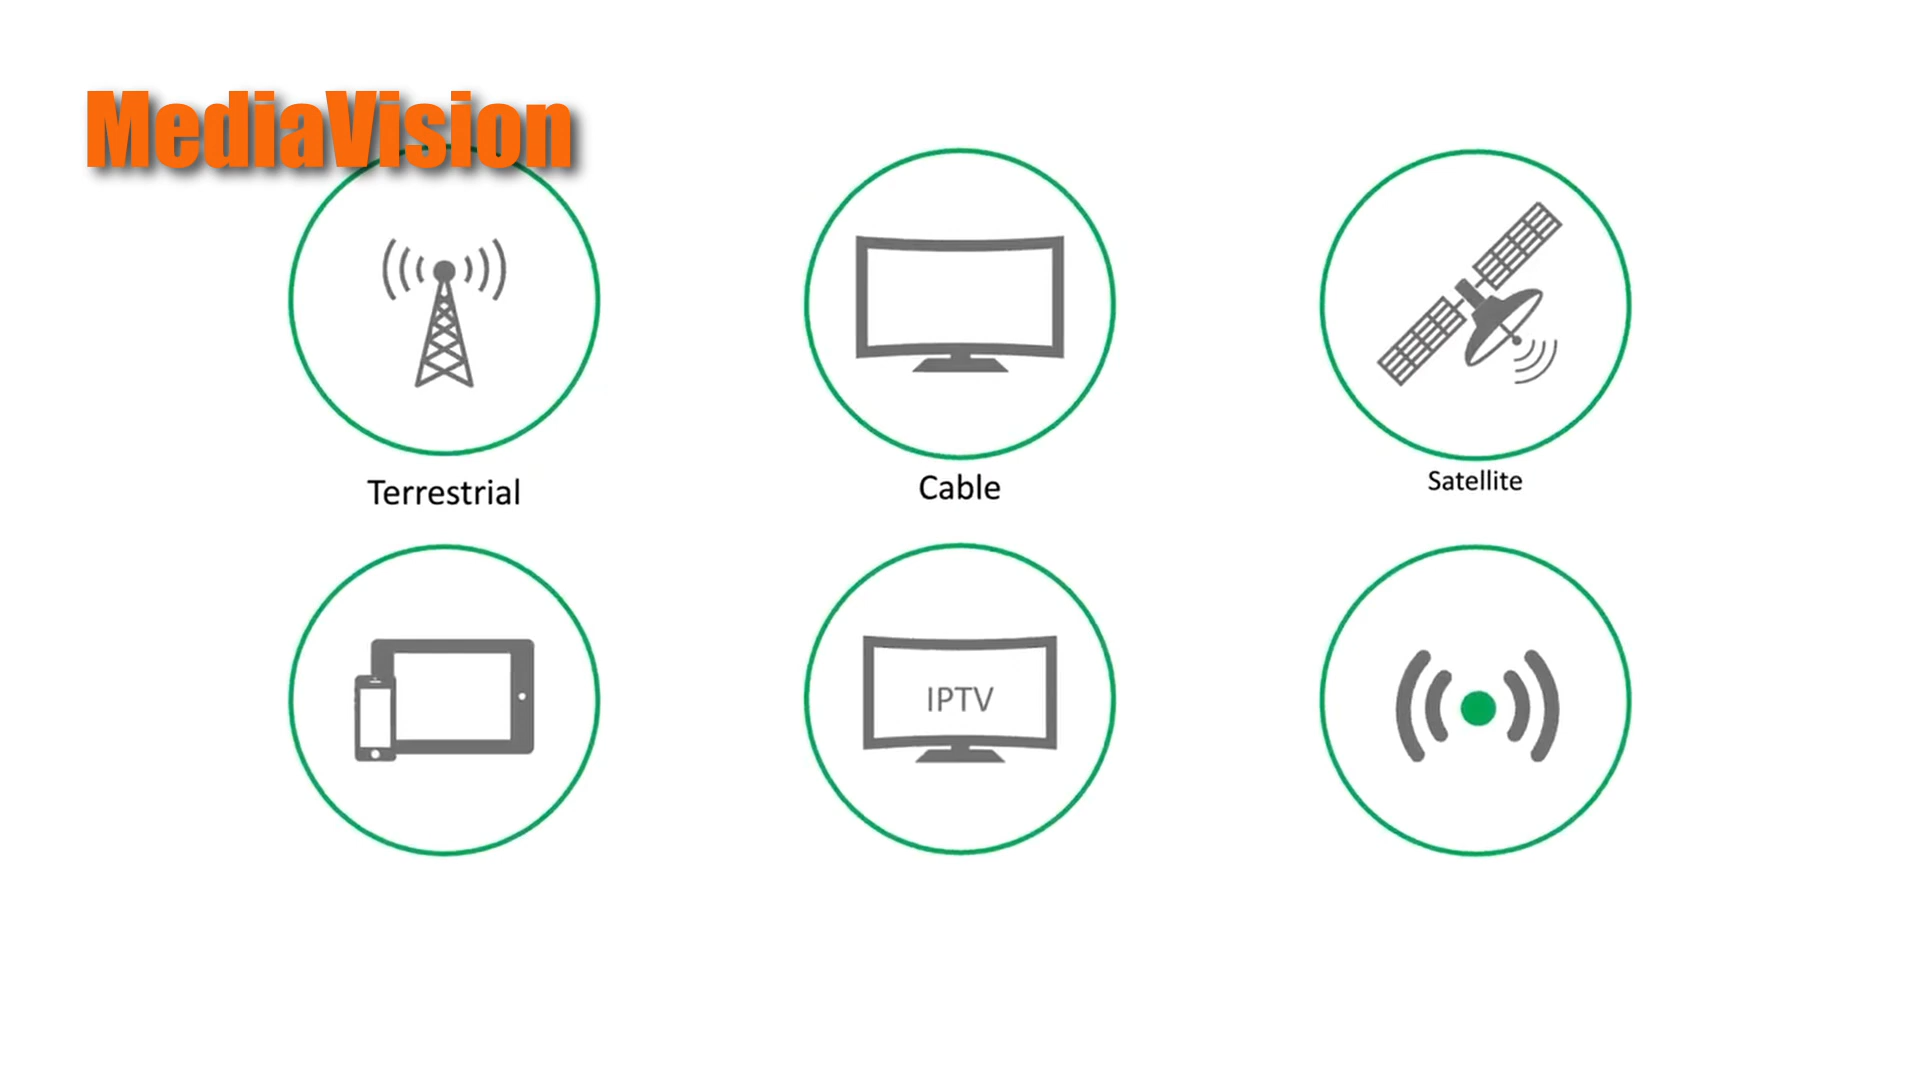 MediaVision
Terrestrial
Cable
Satellite
IPTV